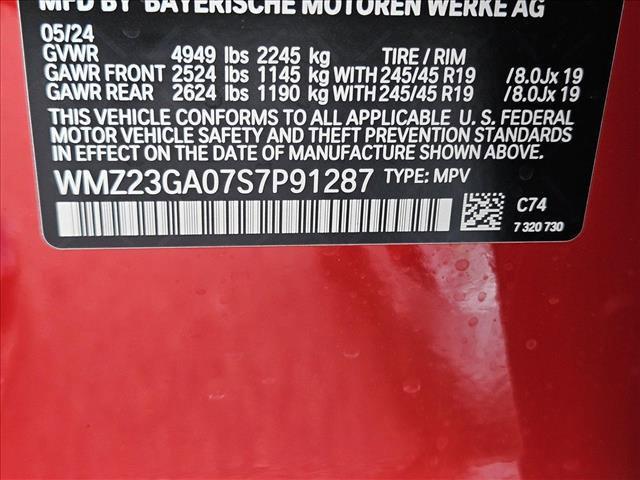 MFD BY BAYERISCHE MOTOREN WERKE AG
05/24
GVWR 4949 lbs 2245 kg TIRE / RIM
GAWR FRONT 2524 lbs 1145 kg WITH 245/45 R19 /8.0Jx 19
GAWR REAR 2624 lbs 1190 kg WITH 245/45 R19 /8.0Jx 19
THIS VEHICLE CONFORMS TO ALL APPLICABLE U. S. FEDERAL
MOTOR VEHICLE SAFETY AND THEFT PREVENTION STANDARDS
IN EFFECT ON THE DATE OF MANUFACTURE SHOWN ABOVE.
WMZ23GA07S7P91287 TYPE: MPV
C74
7 320 730